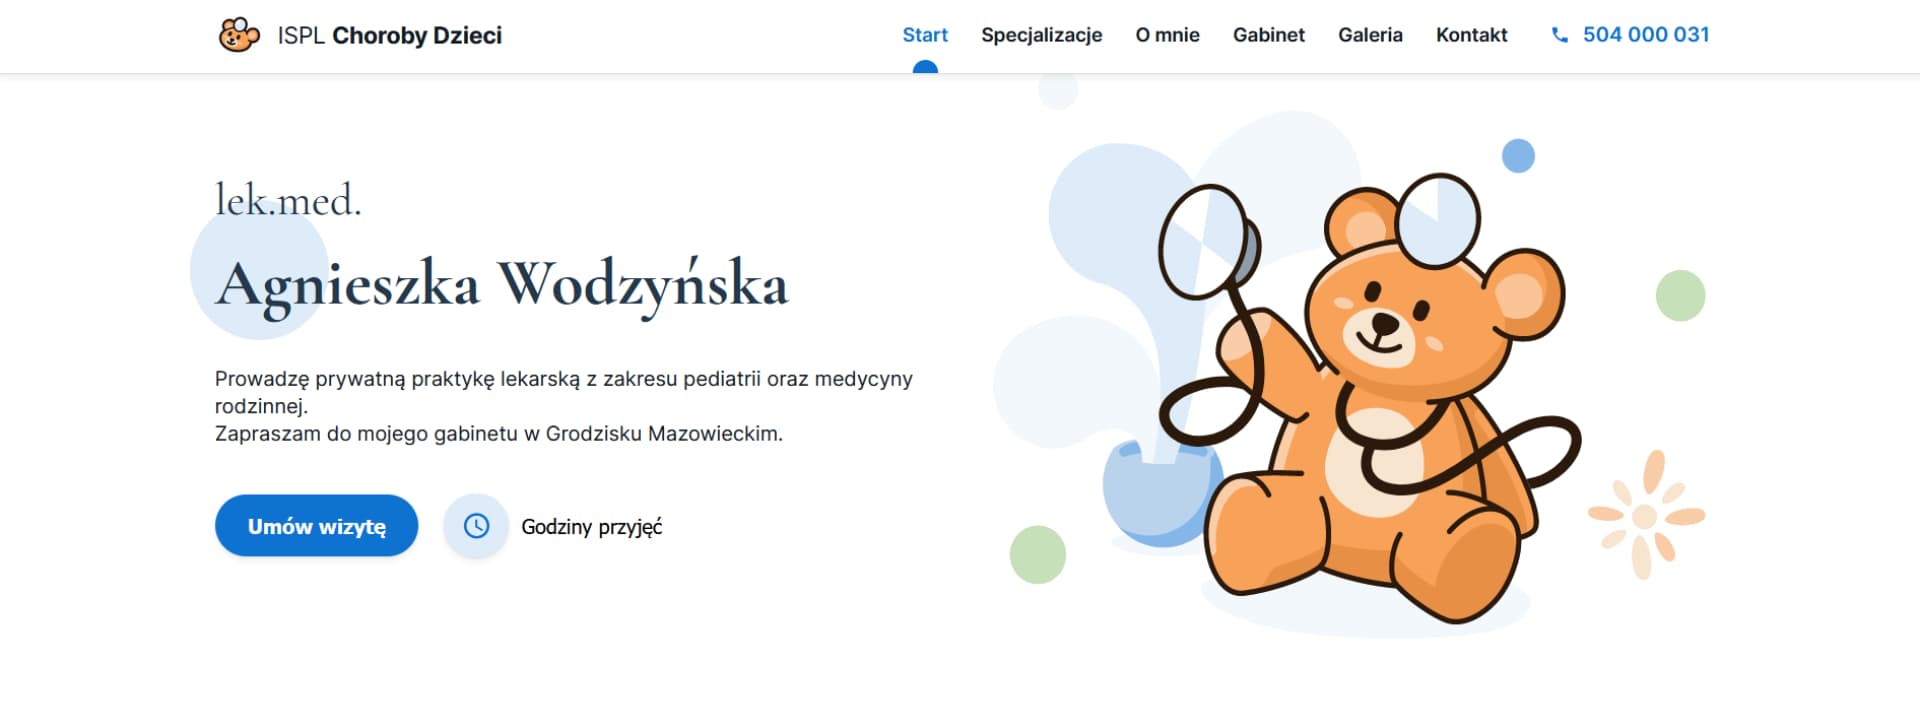 ISPL Choroby Dzieci
Start Specjalizacje O mnie Gabinet Galeria Kontakt 504 000 031
lek.med.
Agnieszka Wodzyńska
Prowadzę prywatną praktykę lekarską z zakresu pediatrii oraz medycyny
rodzinnej.
Zapraszam do mojego gabinetu w Grodzisku Mazowieckim.
Umów wizytę
Godziny przyjęć